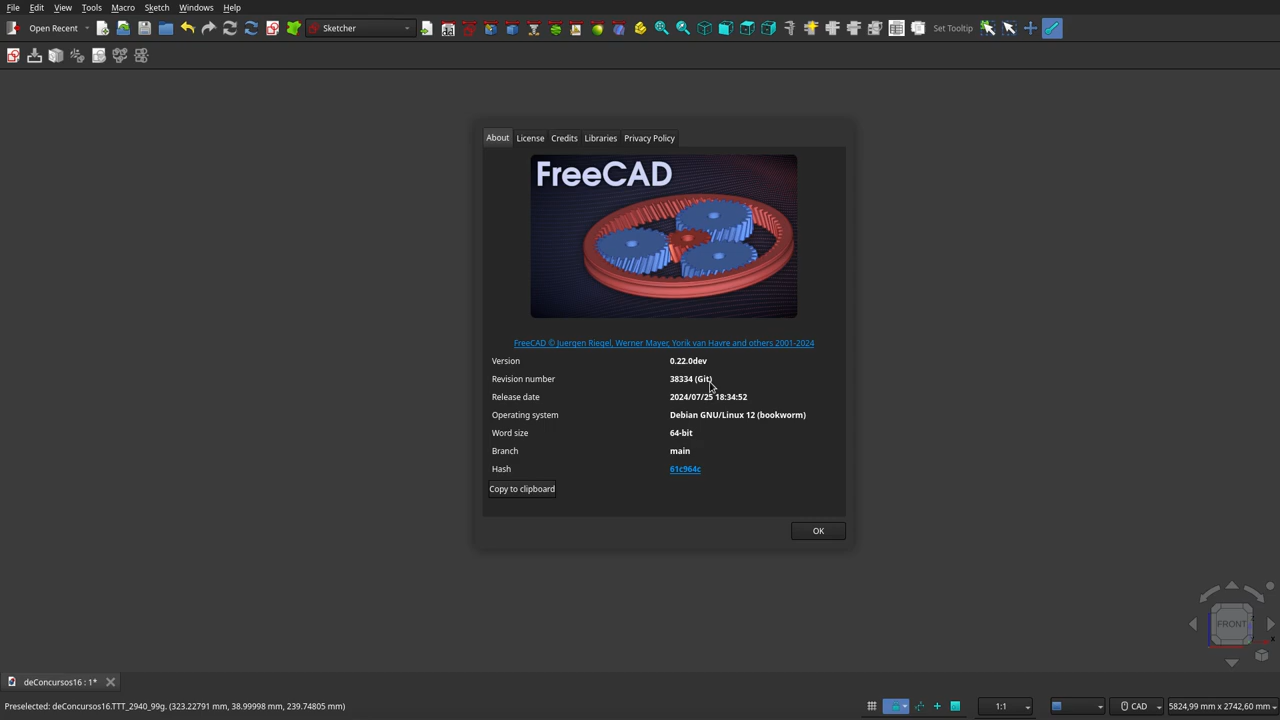 File Edit View Tools Macro Sketch Windows Help
Open Recent Sketcher Set Tooltip
About License Credits Libraries Privacy Policy
FreeCAD
FreeCAD © Juergen Riegel, Werner Mayer, Yorik van Havre and others 2001-2024
Version 0.22.0dev
Revision number 38334 (Git)
Release date 2024/07/25 18:34:52
Operating system Debian GNU/Linux 12 (bookworm)
Word size 64-bit
Branch main
Hash 61c964c
Copy to clipboard
OK
FRONT
deConcursos16 : 1*
Preselected: deConcursos16.TTT_2940_99g. (323.22791 mm, 38.99998 mm, 239.74805 mm) 1:1 CAD 5824,99 mm x 2742,60 mm